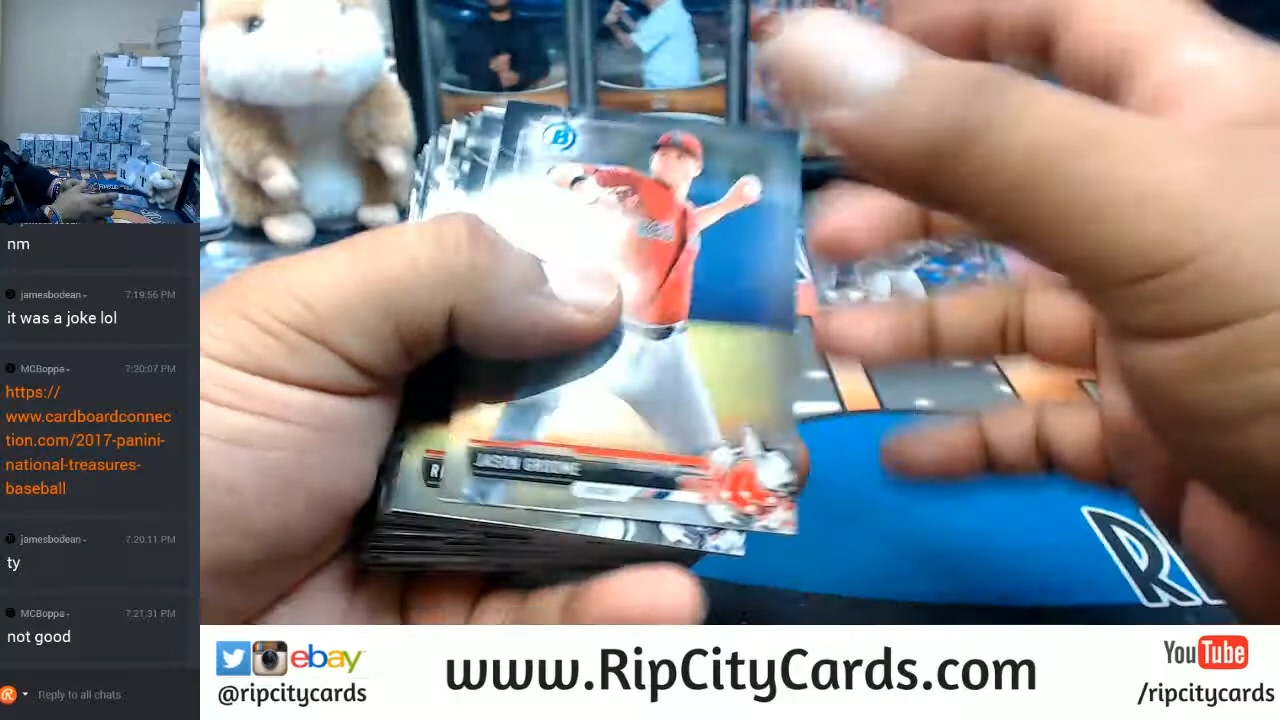 nm
jamesbodean
7:19:56 PM
it was a joke lol
MCBoppa
7:20:07 PM
https://
www.cardboardconnec
tion.com/2017-panini-
national-treasures-
baseball
jamesbodean
7:20:11 PM
ty
MCBoppa
7:21:31 PM
not good
Reply to all chats.
B
JASON GROOME
R
RI
ebay
@ripcitycards
www.RipCityCards.com
YouTube
/ripcitycards